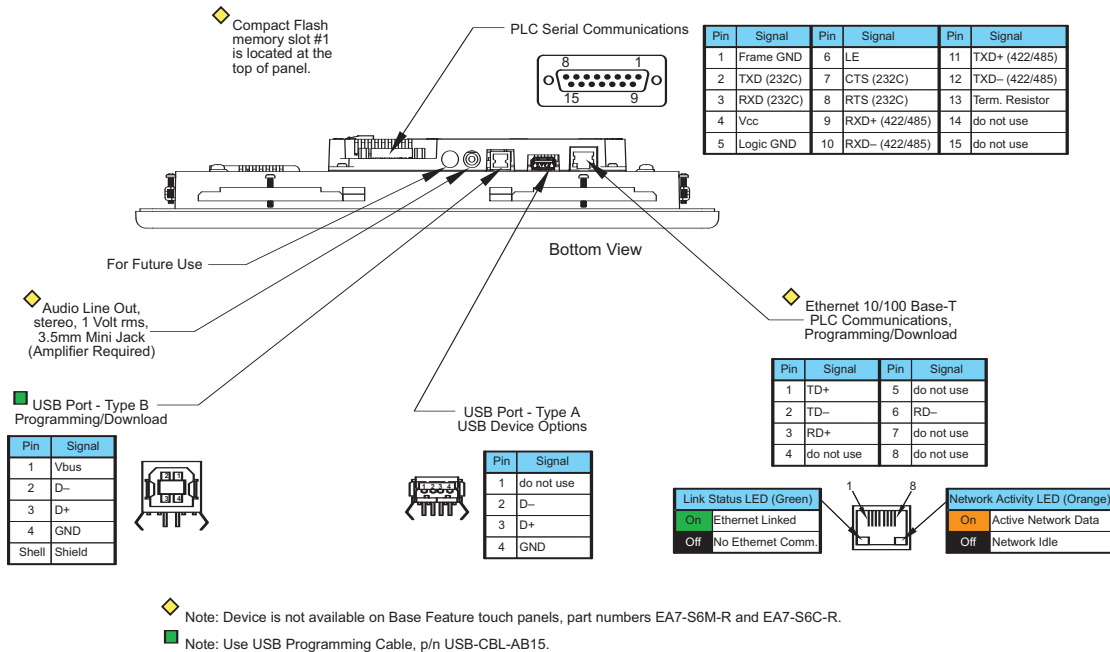 Compact Flash
memory slot #1
is located at the
top of panel.
PLC Serial Communications
8 1
15 9
Pin Signal Pin Signal Pin Signal
1 Frame GND 6 LE 11 TXD+ (422/485)
2 TXD (232C) 7 CTS (232C) 12 TXD– (422/485)
3 RXD (232C) 8 RTS (232C) 13 Term. Resistor
4 Vcc 9 RXD+ (422/485) 14 do not use
5 Logic GND 10 RXD– (422/485) 15 do not use
Bottom View
For Future Use
Audio Line Out,
stereo, 1 Volt rms,
3.5mm Mini Jack
(Amplifier Required)
Ethernet 10/100 Base-T
PLC Communications,
Programming/Download
Pin Signal Pin Signal
1 TD+ 5 do not use
2 TD– 6 RD–
3 RD+ 7 do not use
4 do not use 8 do not use
USB Port - Type B
Programming/Download
Pin Signal
1 Vbus
2 D–
3 D+
4 GND
Shell Shield
2 1
3 4
USB Port - Type A
USB Device Options
1 2 3 4
Pin Signal
1 do not use
2 D–
3 D+
4 GND
Link Status LED (Green)
On Ethernet Linked
Off No Ethernet Comm.
1 8
Network Activity LED (Orange)
On Active Network Data
Off Network Idle
Note: Device is not available on Base Feature touch panels, part numbers EA7-S6M-R and EA7-S6C-R.
Note: Use USB Programming Cable, p/n USB-CBL-AB15.